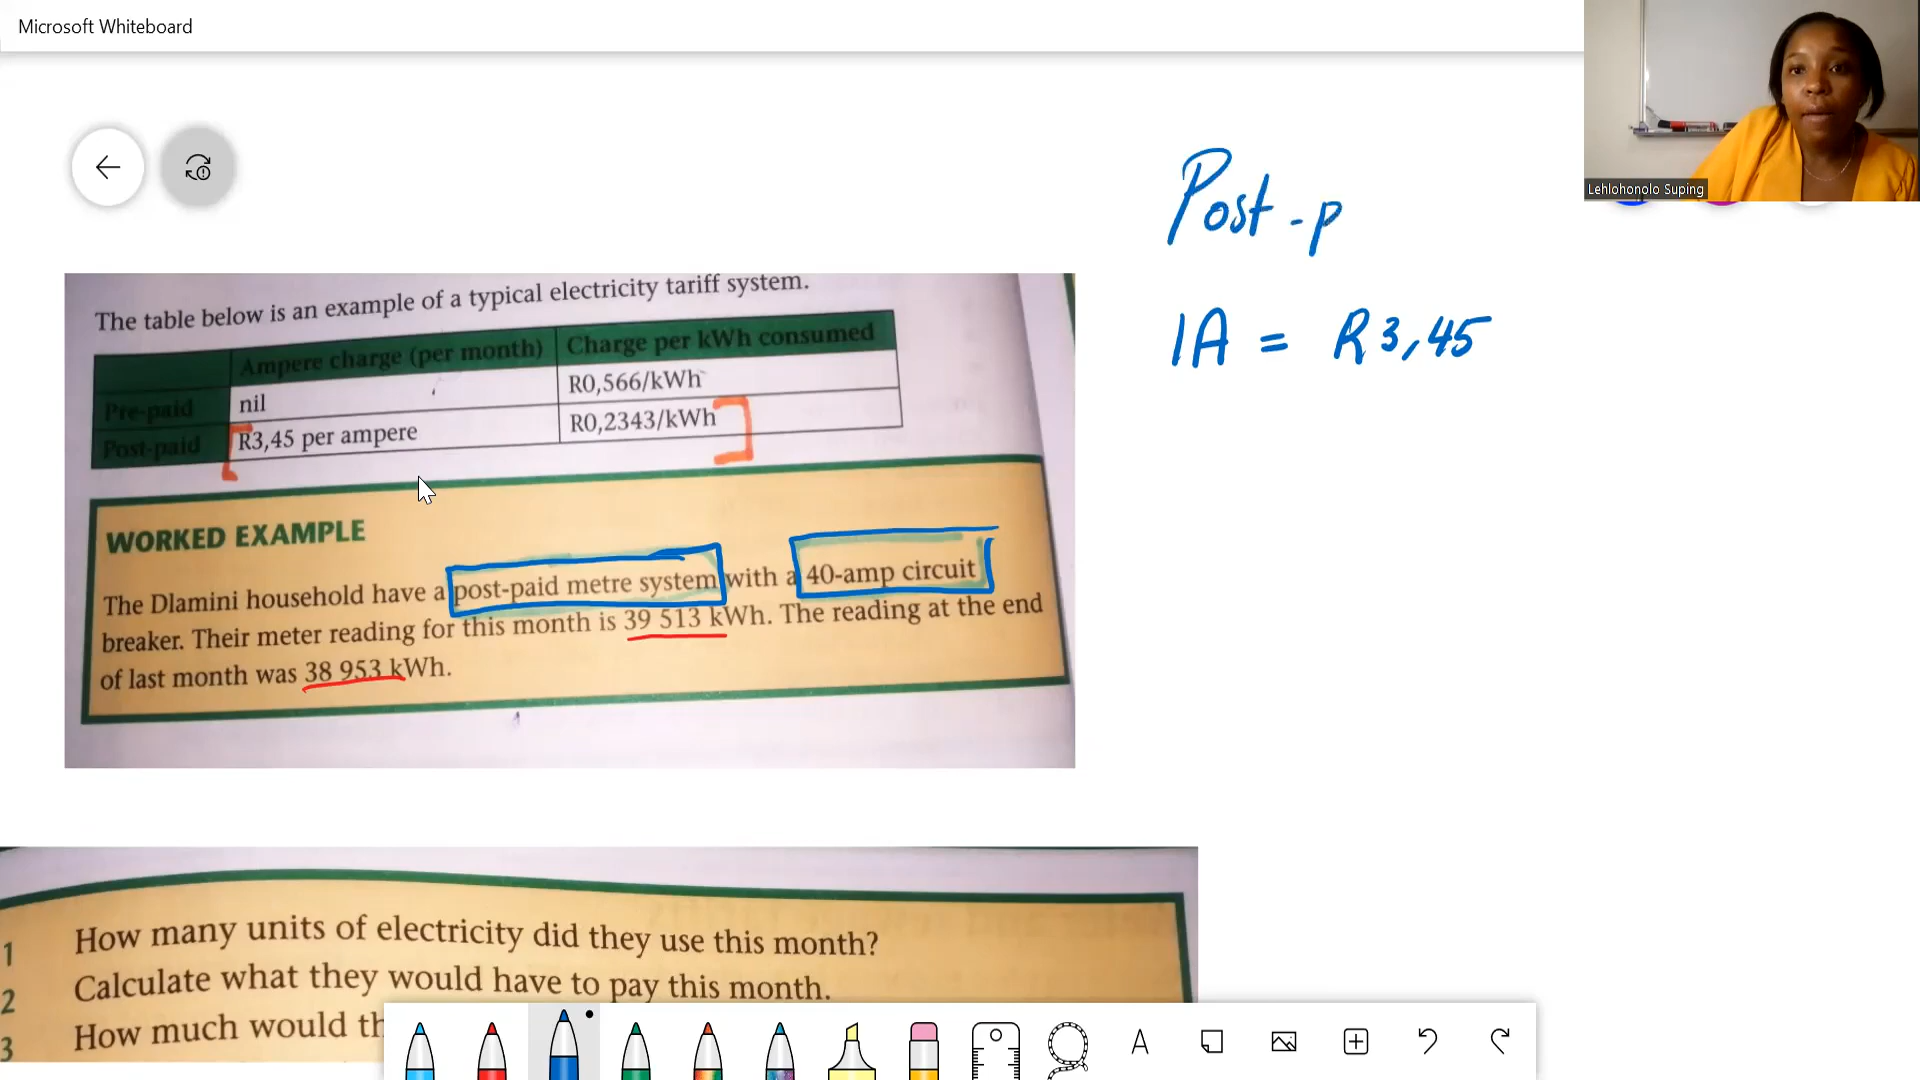 Microsoft Whiteboard
Lehlohonolo Suping
Post-p
1A = R3,45
The table below is an example of a typical electricity tariff system.
Ampere charge (per month) Charge per kWh consumed
Pre-paid nil R0,566/kWh
Post-paid R3,45 per ampere R0,2343/kWh
WORKED EXAMPLE
The Dlamini household have a post-paid metre system with a 40-amp circuit
breaker. Their meter reading for this month is 39 513 kWh. The reading at the end
of last month was 38 953 kWh.
1 How many units of electricity did they use this month?
2 Calculate what they would have to pay this month.
3 How much would